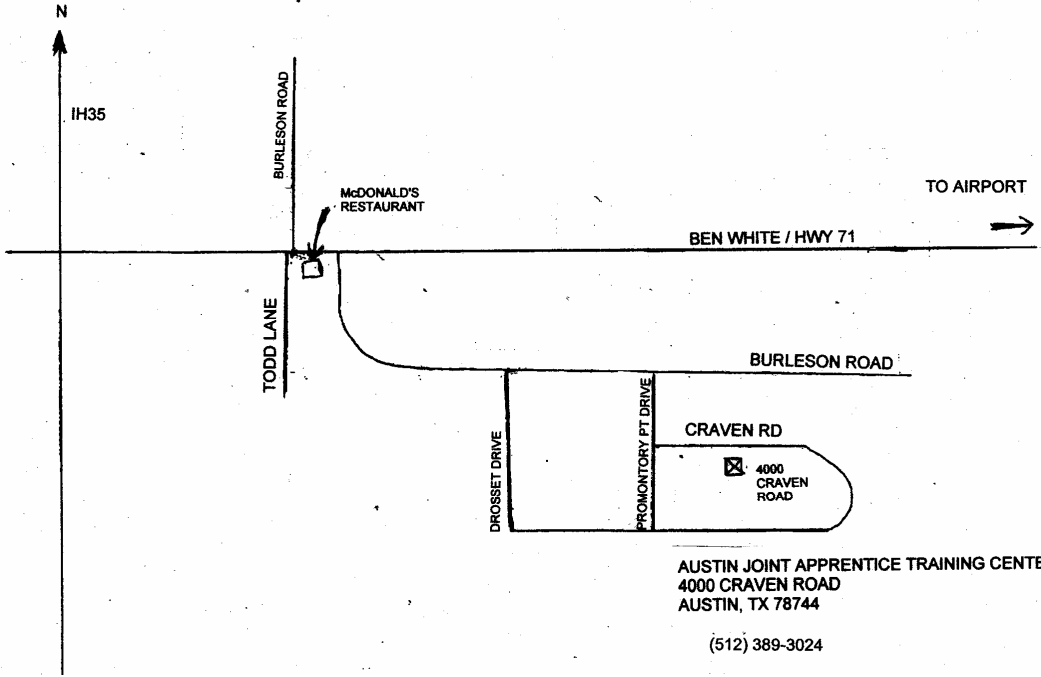 N
IH35
BURLESON ROAD
McDONALD'S
RESTAURANT
TO AIRPORT
BEN WHITE / HWY 71
TODD LANE
BURLESON ROAD
DROSSET DRIVE
PROMONTORY PT DRIVE
CRAVEN RD
4000
CRAVEN
ROAD
AUSTIN JOINT APPRENTICE TRAINING CENTE
4000 CRAVEN ROAD
AUSTIN, TX 78744
(512) 389-3024